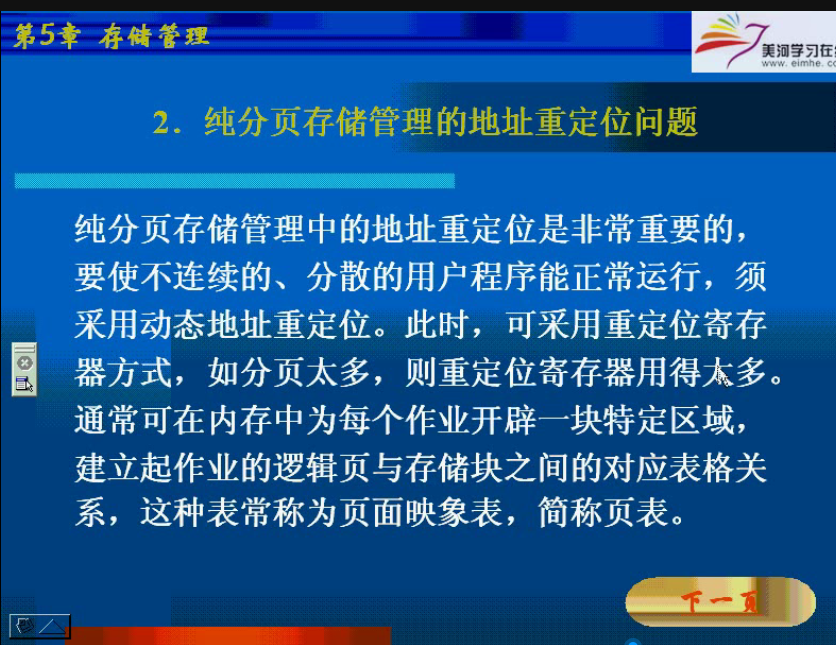 第5章 存储管理
美河学习在
www.eimhe.c
2．纯分页存储管理的地址重定位问题
纯分页存储管理中的地址重定位是非常重要的，
要使不连续的、分散的用户程序能正常运行，须
采用动态地址重定位。此时，可采用重定位寄存
器方式，如分页太多，则重定位寄存器用得太多。
通常可在内存中为每个作业开辟一块特定区域，
建立起作业的逻辑页与存储块之间的对应表格关
系，这种表常称为页面映象表，简称页表。
下一页